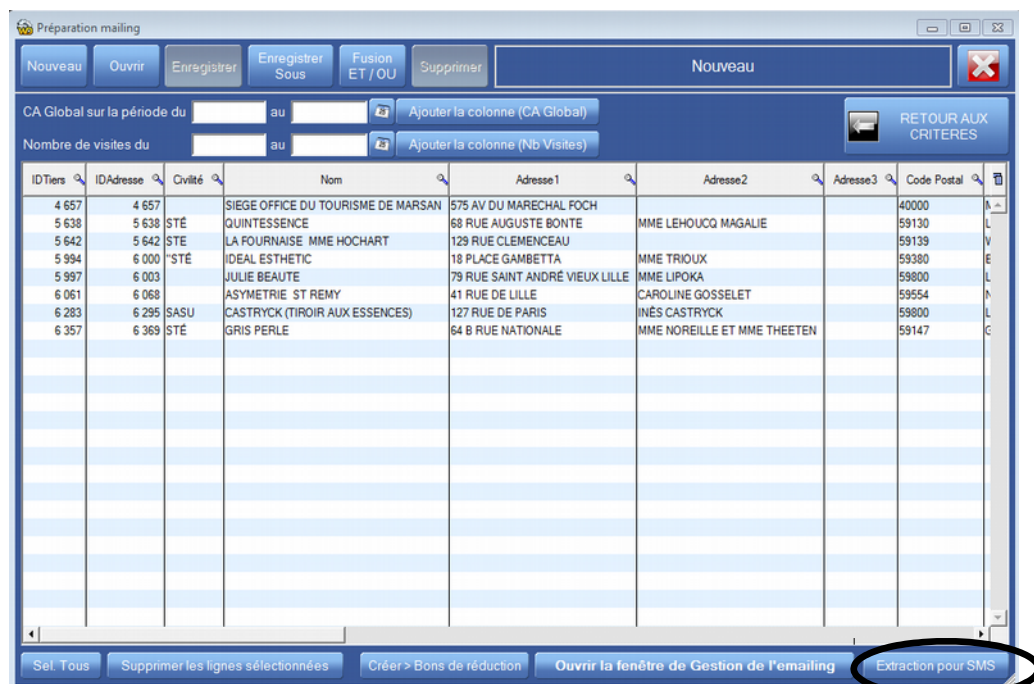 Préparation mailing
Nouveau Ouvrir Enregistrer Enregistrer Sous Fusion ET / OU Supprimer Nouveau
CA Global sur la période du au Ajouter la colonne (CA Global)
RETOUR AUX CRITERES
Nombre de visites du au Ajouter la colonne (Nb Visites)
IDTiers IDAdresse Civilité Nom Adresse1 Adresse2 Adresse3 Code Postal
4 657 4 657 SIEGE OFFICE DU TOURISME DE MARSAN 575 AV DU MARECHAL FOCH 40000
5 638 5 638 STÉ QUINTESSENCE 68 RUE AUGUSTE BONTE MME LEHOUCQ MAGALIE 59130 L
5 642 5 642 STE LA FOURNAISE MME HOCHART 129 RUE CLEMENCEAU 59139
5 994 6 000 "STÉ IDEAL ESTHETIC 18 PLACE GAMBETTA MME TRIOUX 59380
5 997 6 003 JULIE BEAUTE 79 RUE SAINT ANDRÉ VIEUX LILLE MME LIPOKA 59800 L
6 061 6 068 ASYMETRIE ST REMY 41 RUE DE LILLE CAROLINE GOSSELET 59554
6 283 6 295 SASU CASTRYCK (TIROIR AUX ESSENCES) 127 RUE DE PARIS INÈS CASTRYCK 59800 L
6 357 6 369 STÉ GRIS PERLE 64 B RUE NATIONALE MME NOREILLE ET MME THEETEN 59147
Sel. Tous Supprimer les lignes sélectionnées Créer > Bons de réduction Ouvrir la fenêtre de Gestion de l'emailing Extraction pour SMS